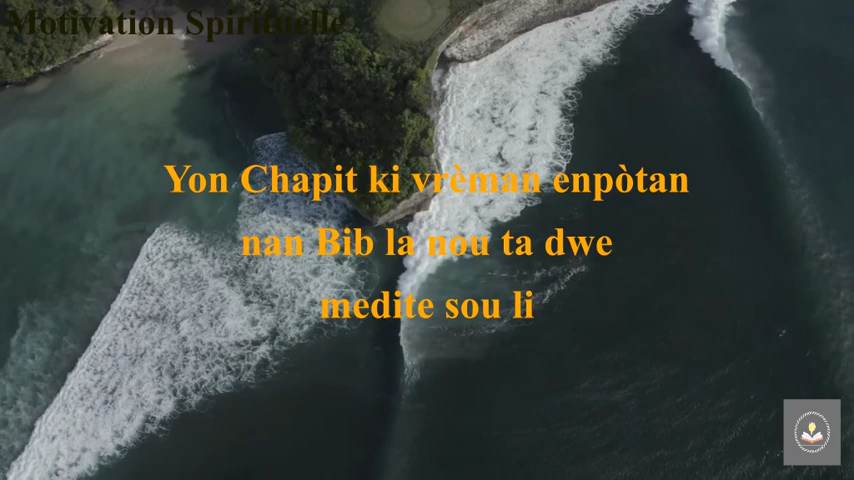 Motivation Spirituelle
Yon Chapit ki vrèman enpòtan
nan Bib la nou ta dwe
medite sou li